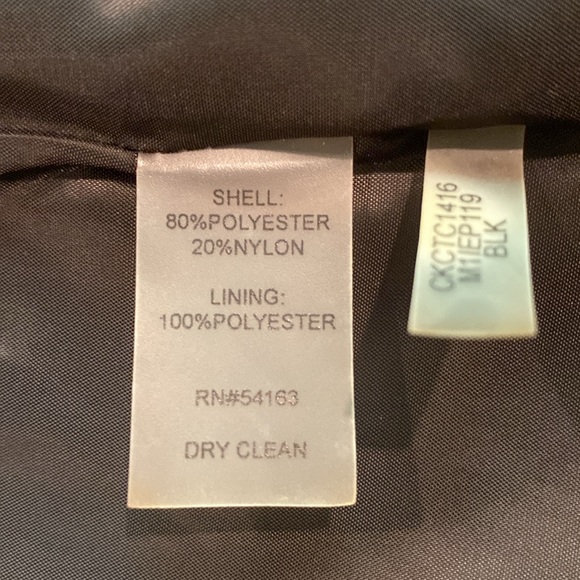 SHELL:
80%POLYESTER
20%NYLON
LINING:
100%POLYESTER
RN#54163
DRY CLEAN
CKCTC1416
M1IEP119
BLK